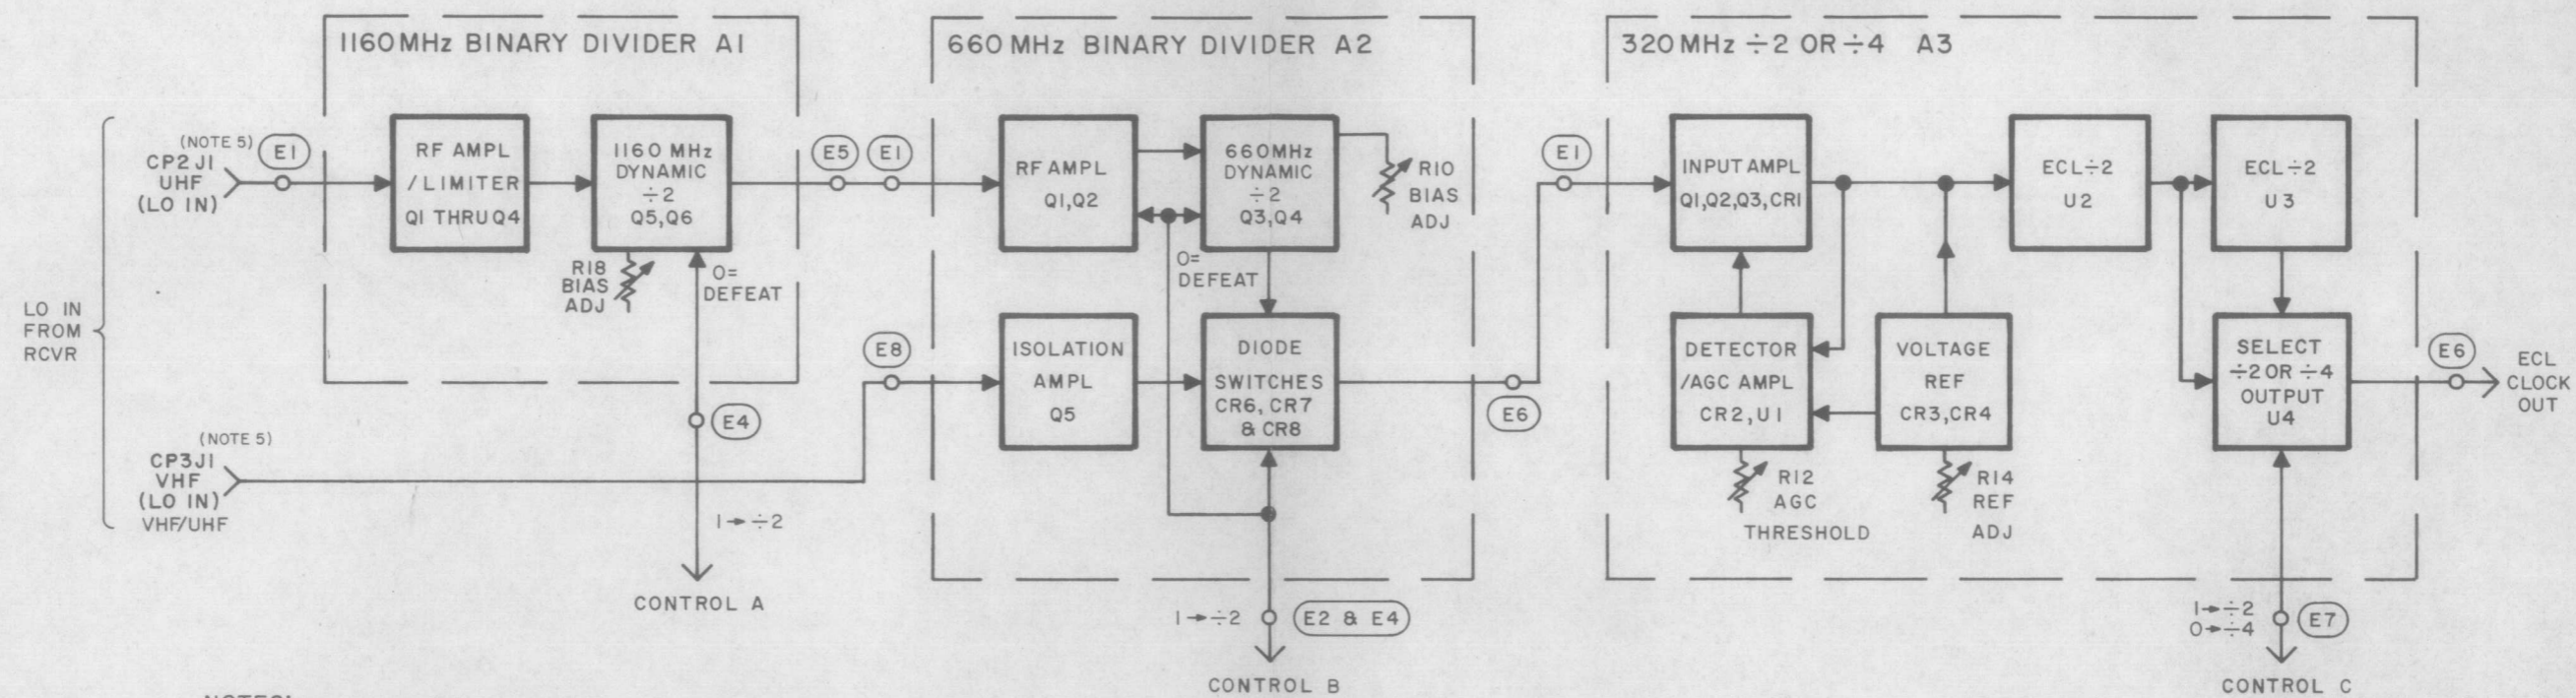 1160MHz BINARY DIVIDER A1
660 MHz BINARY DIVIDER A2
320 MHz ÷2 OR ÷4 A3
LO IN
FROM
RCVR
(NOTE 5)
CP2J1
UHF
(LO IN)
E1
RF AMPL
/LIMITER
Q1 THRU Q4
1160 MHz
DYNAMIC
÷2
Q5,Q6
R18
BIAS
ADJ
0=
DEFEAT
E4
1→÷2
CONTROL A
(NOTE 5)
CP3J1
VHF
(LO IN)
VHF/UHF
E5
E1
E8
RF AMPL
Q1,Q2
660MHz
DYNAMIC
÷2
Q3,Q4
R10
BIAS
ADJ
0=
DEFEAT
ISOLATION
AMPL
Q5
DIODE
SWITCHES
CR6, CR7
& CR8
E6
1→÷2
E2 & E4
CONTROL B
E1
INPUT AMPL
Q1,Q2,Q3,CR1
ECL÷2
U2
ECL÷2
U3
DETECTOR
/AGC AMPL
CR2,U1
VOLTAGE
REF
CR3,CR4
SELECT
÷2 OR ÷4
OUTPUT
U4
R12
AGC
THRESHOLD
R14
REF
ADJ
E6
ECL
CLOCK
OUT
1→÷2
0→÷4
E7
CONTROL C
NOTES: